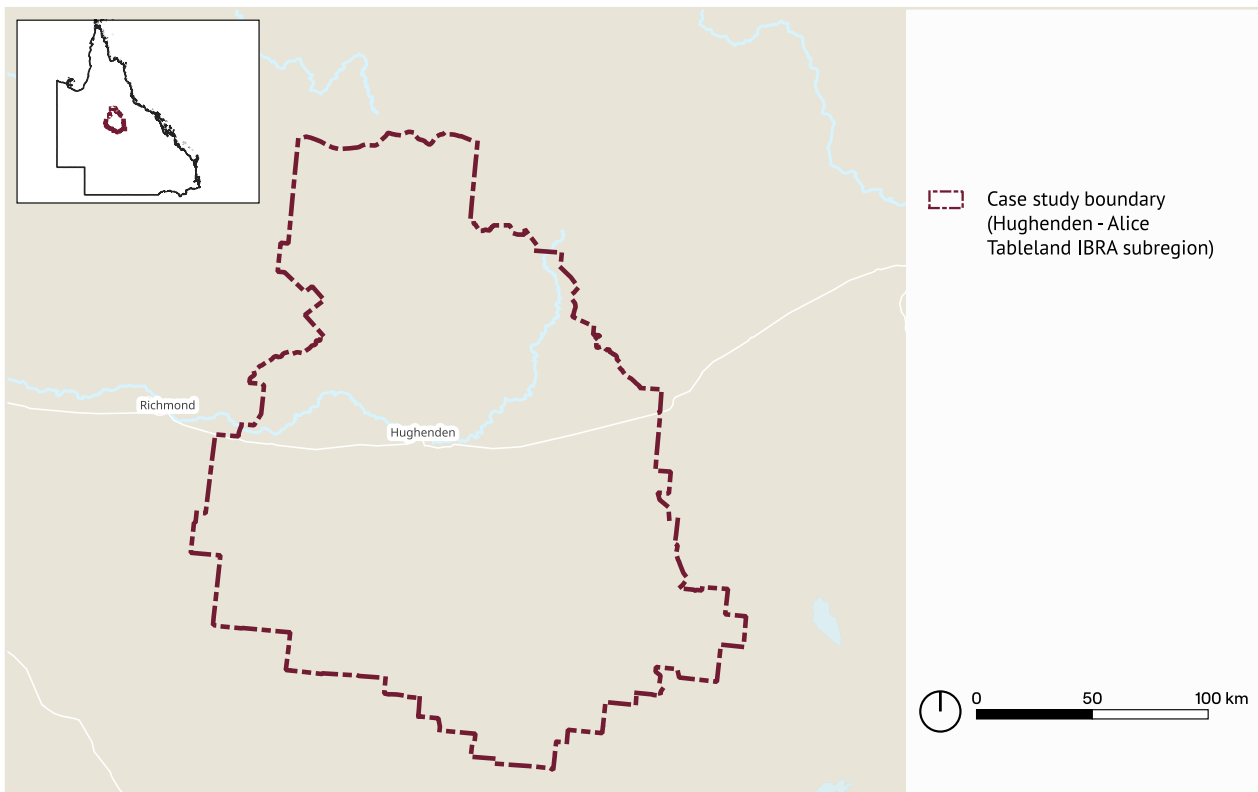 Richmond
Hughenden
Case study boundary
(Hughenden - Alice
Tableland IBRA subregion)
0 50 100 km